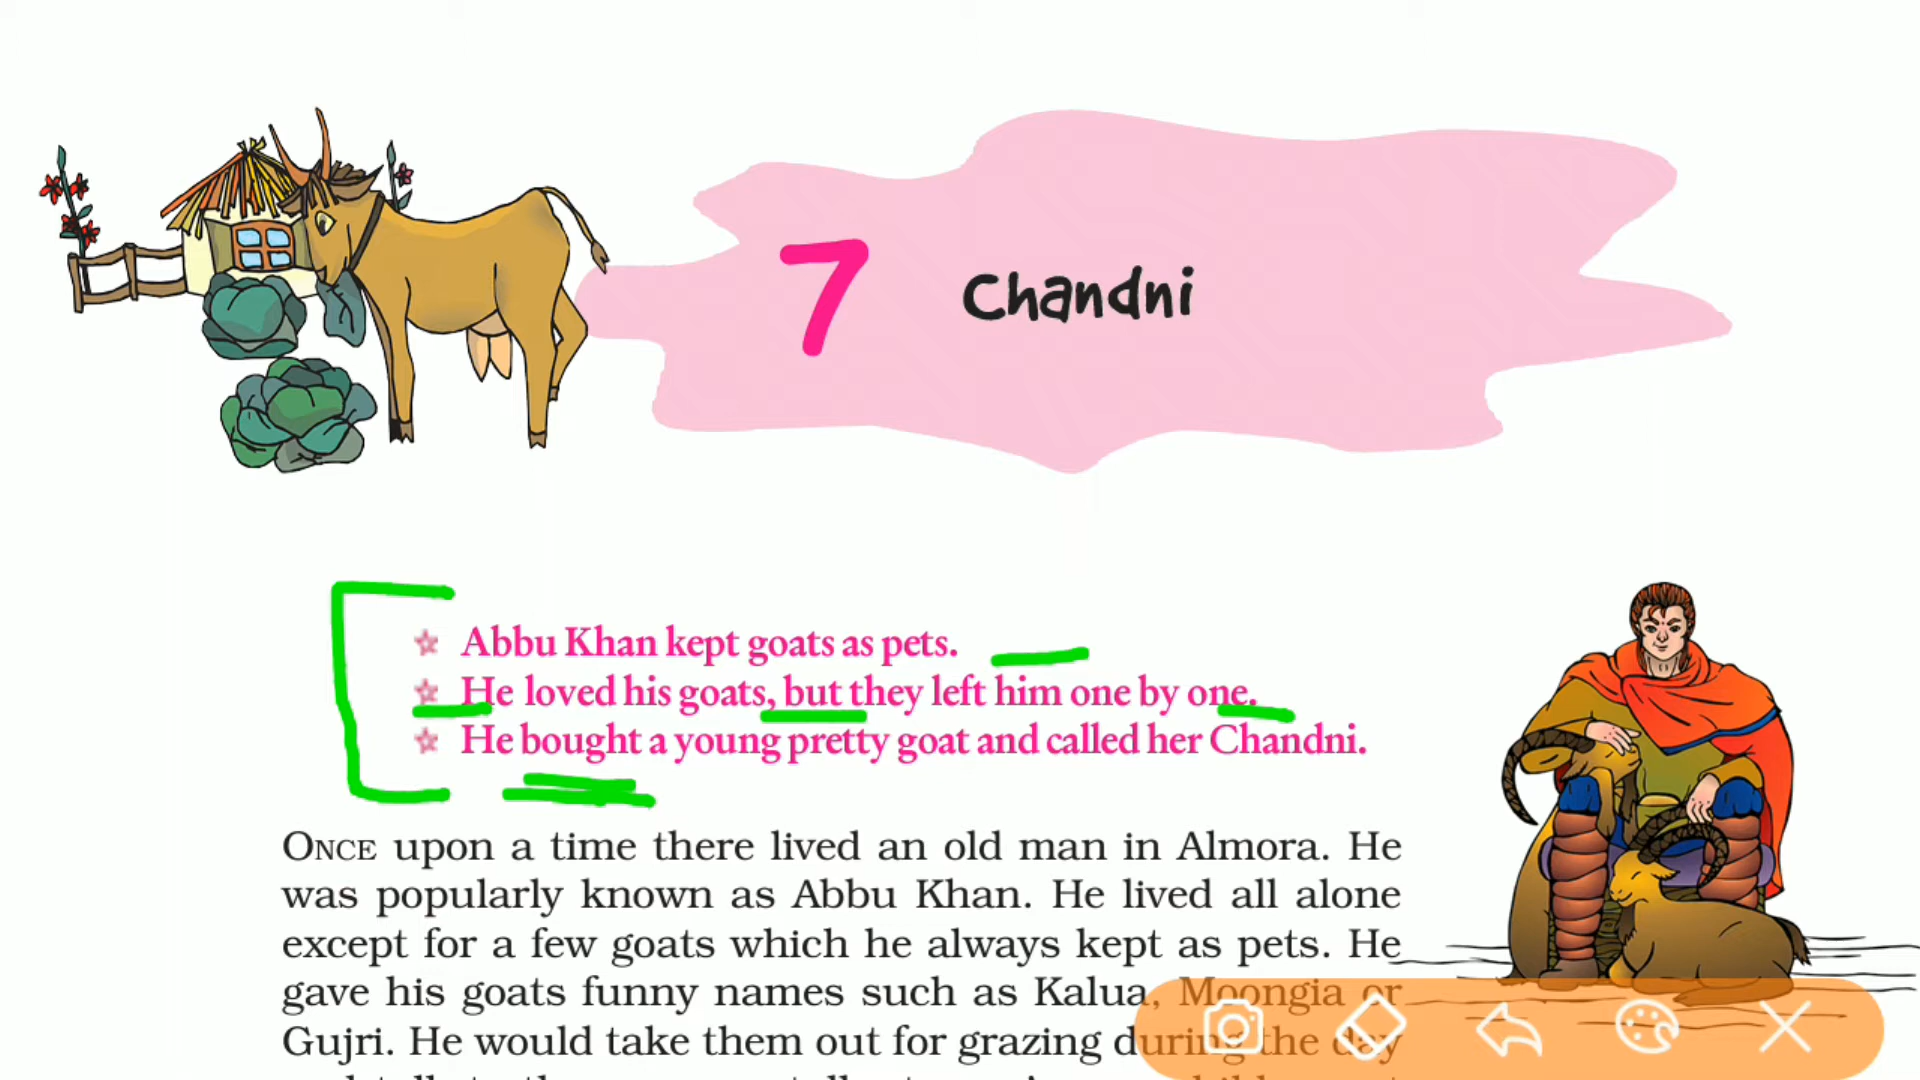 7 Chandni
Abbu Khan kept goats as pets.
He loved his goats, but they left him one by one.
He bought a young pretty goat and called her Chandni.
ONCE upon a time there lived an old man in Almora. He
was popularly known as Abbu Khan. He lived all alone
except for a few goats which he always kept as pets. He
gave his goats funny names such as Kalua, Moongia or
Gujri. He would take them out for grazing during the day